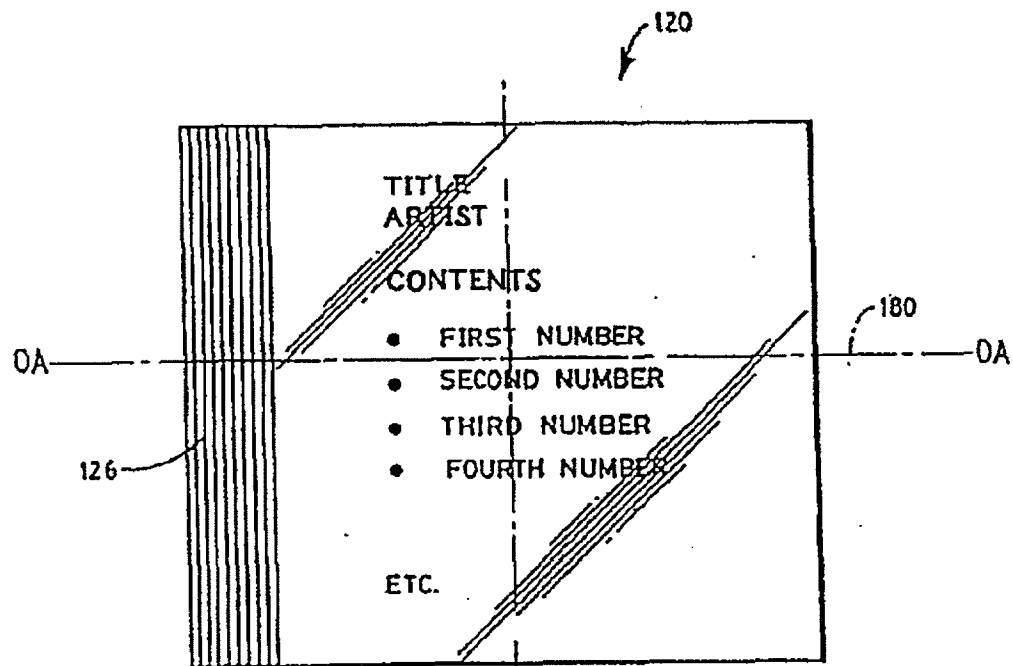 120
TITLE
ARTIST
CONTENTS
• FIRST NUMBER
180
OA OA
• SECOND NUMBER
• THIRD NUMBER
126
• FOURTH NUMBER
ETC.